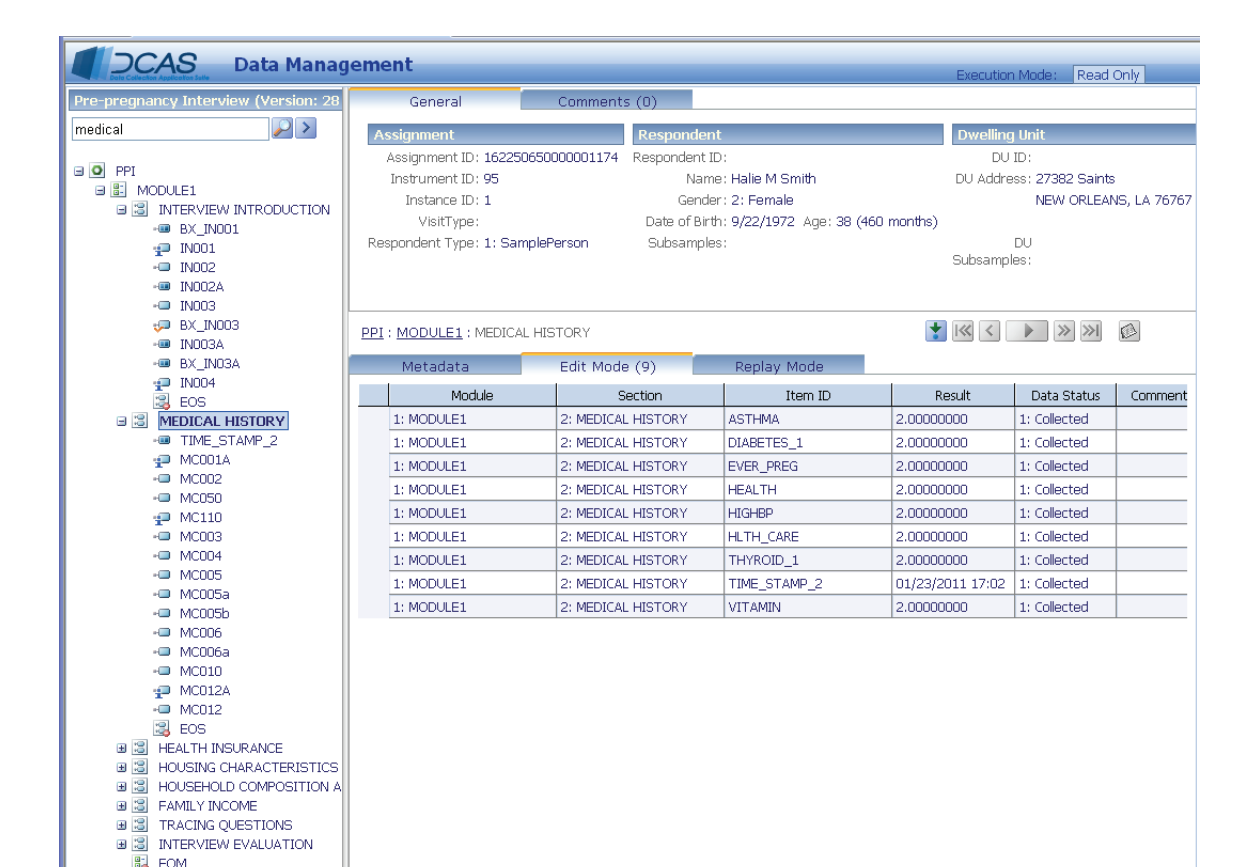 DCAS Data Management
Data Collection Application Suite
Execution Mode: Read Only
Pre-pregnancy Interview (Version: 28
medical
PPI
MODULE1
INTERVIEW INTRODUCTION
BX_IN001
IN001
IN002
IN002A
IN003
BX_IN003
IN003A
BX_IN03A
IN004
EOS
MEDICAL HISTORY
TIME_STAMP_2
MC001A
MC002
MC050
MC110
MC003
MC004
MC005
MC005a
MC005b
MC006
MC006a
MC010
MC012A
MC012
EOS
HEALTH INSURANCE
HOUSING CHARACTERISTICS
HOUSEHOLD COMPOSITION A
FAMILY INCOME
TRACING QUESTIONS
INTERVIEW EVALUATION
EOM
General Comments (0)
Assignment Respondent Dwelling Unit
Assignment ID: 162250650000001174 Respondent ID: DU ID:
Instrument ID: 95 Name: Halie M Smith DU Address: 27382 Saints
Instance ID: 1 Gender: 2: Female NEW ORLEANS, LA 76767
VisitType: Date of Birth: 9/22/1972 Age: 38 (460 months)
Respondent Type: 1: SamplePerson Subsamples: DU
Subsamples:
PPI : MODULE1 : MEDICAL HISTORY
Metadata Edit Mode (9) Replay Mode
Module Section Item ID Result Data Status Comment
1: MODULE1 2: MEDICAL HISTORY ASTHMA 2.00000000 1: Collected
1: MODULE1 2: MEDICAL HISTORY DIABETES_1 2.00000000 1: Collected
1: MODULE1 2: MEDICAL HISTORY EVER_PREG 2.00000000 1: Collected
1: MODULE1 2: MEDICAL HISTORY HEALTH 2.00000000 1: Collected
1: MODULE1 2: MEDICAL HISTORY HIGHBP 2.00000000 1: Collected
1: MODULE1 2: MEDICAL HISTORY HLTH_CARE 2.00000000 1: Collected
1: MODULE1 2: MEDICAL HISTORY THYROID_1 2.00000000 1: Collected
1: MODULE1 2: MEDICAL HISTORY TIME_STAMP_2 01/23/2011 17:02 1: Collected
1: MODULE1 2: MEDICAL HISTORY VITAMIN 2.00000000 1: Collected